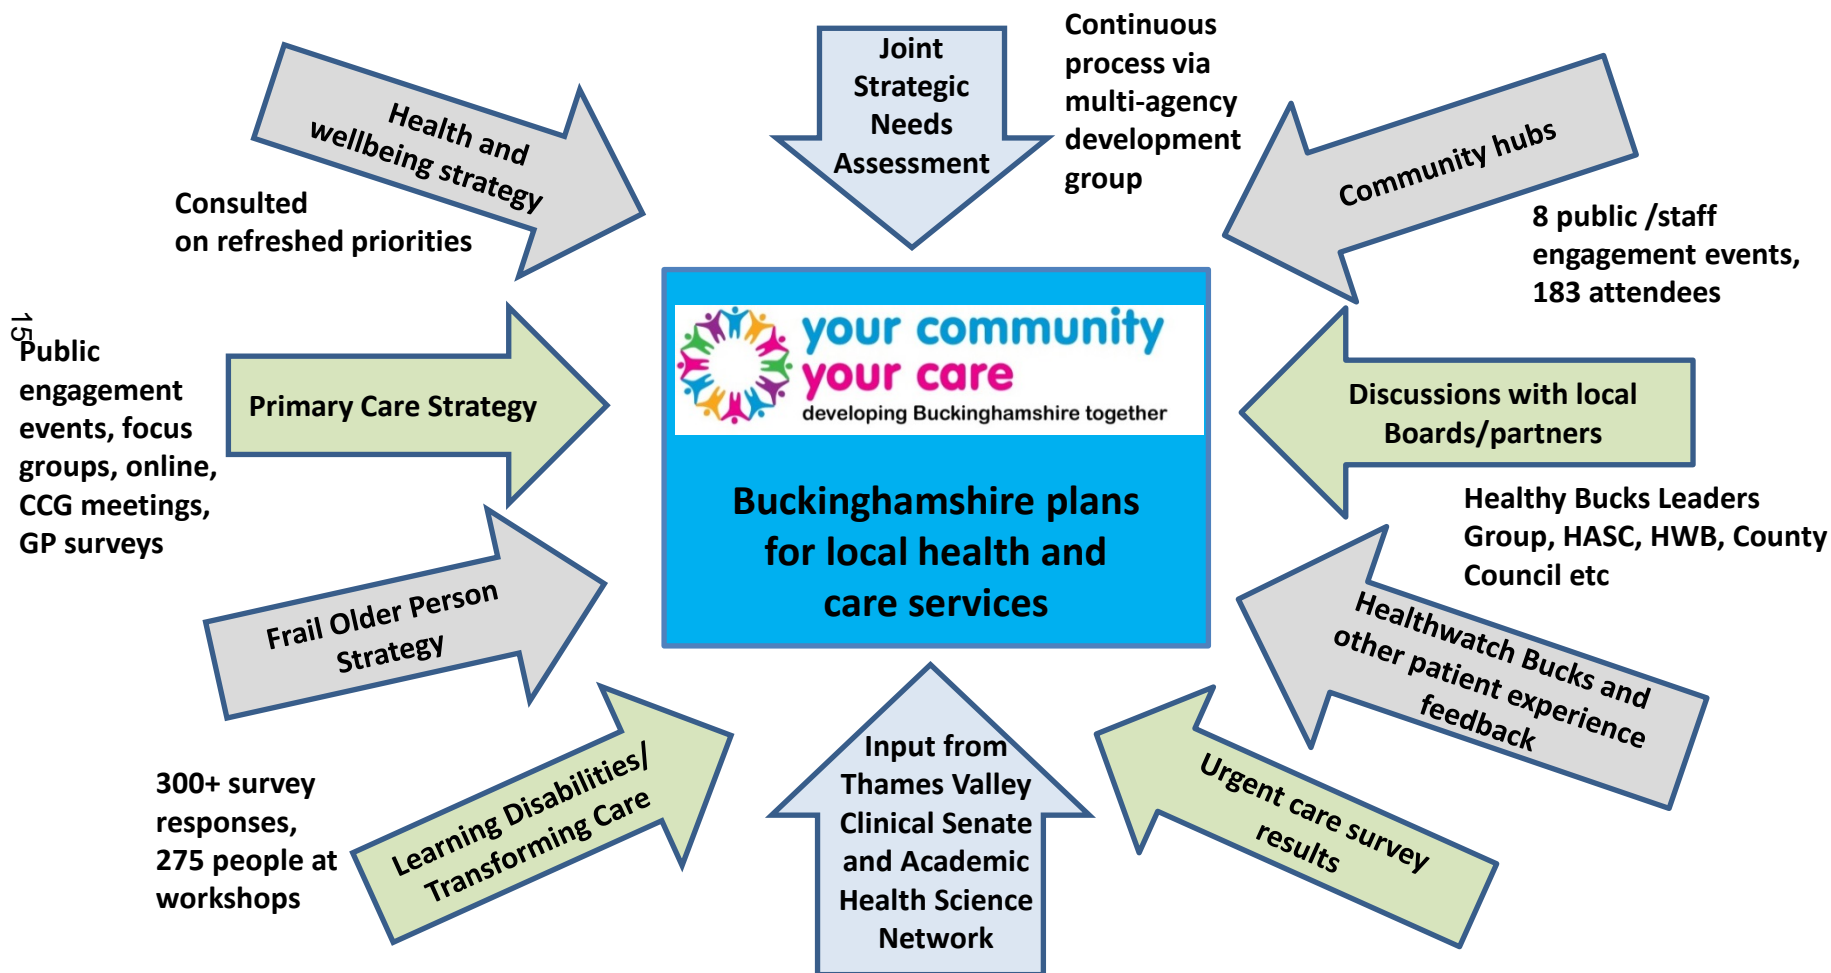 Joint
Strategic
Needs
Assessment
Continuous
process via
multi-agency
development
group
Health and
wellbeing strategy
Consulted
on refreshed priorities
Community hubs
8 public /staff
engagement events,
183 attendees
15
Public
engagement
events, focus
groups, online,
CCG meetings,
GP surveys
Primary Care Strategy
your community
your care
developing Buckinghamshire together
Buckinghamshire plans
for local health and
care services
Discussions with local
Boards/partners
Healthy Bucks Leaders
Group, HASC, HWB, County
Council etc
Frail Older Person
Strategy
Healthwatch Bucks and
other patient experience
feedback
300+ survey
responses,
275 people at
workshops
Learning Disabilities/
Transforming Care
Input from
Thames Valley
Clinical Senate
and Academic
Health Science
Network
Urgent care survey
results